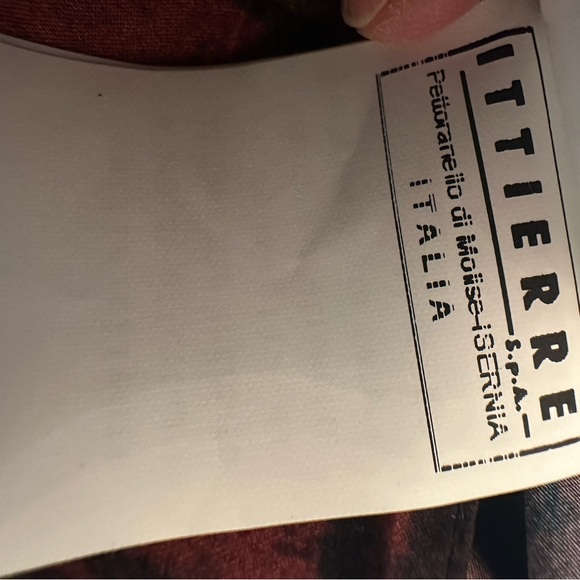 ITTIERRE
S.P.A.
Pettoranello di Molise-ISERNIA
ITALIA